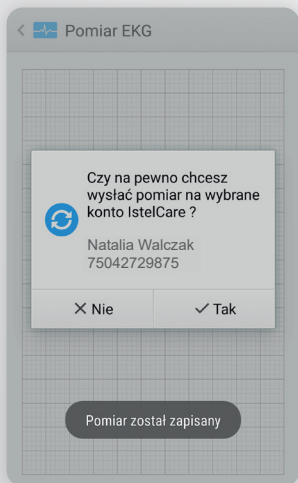 Pomiar EKG
Czy na pewno chcesz
wysłać pomiar na wybrane
konto IstelCare ?
Natalia Walczak
75042729875
Nie
Tak
Pomiar został zapisany